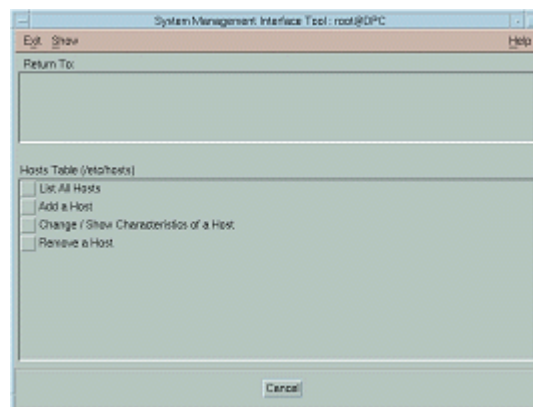 System Management Interface Tool : root@DPC
Exit Show Help
Return To:
Hosts Table (/etc/hosts)
List All Hosts
Add a Host
Change / Show Characteristics of a Host
Remove a Host
Cancel